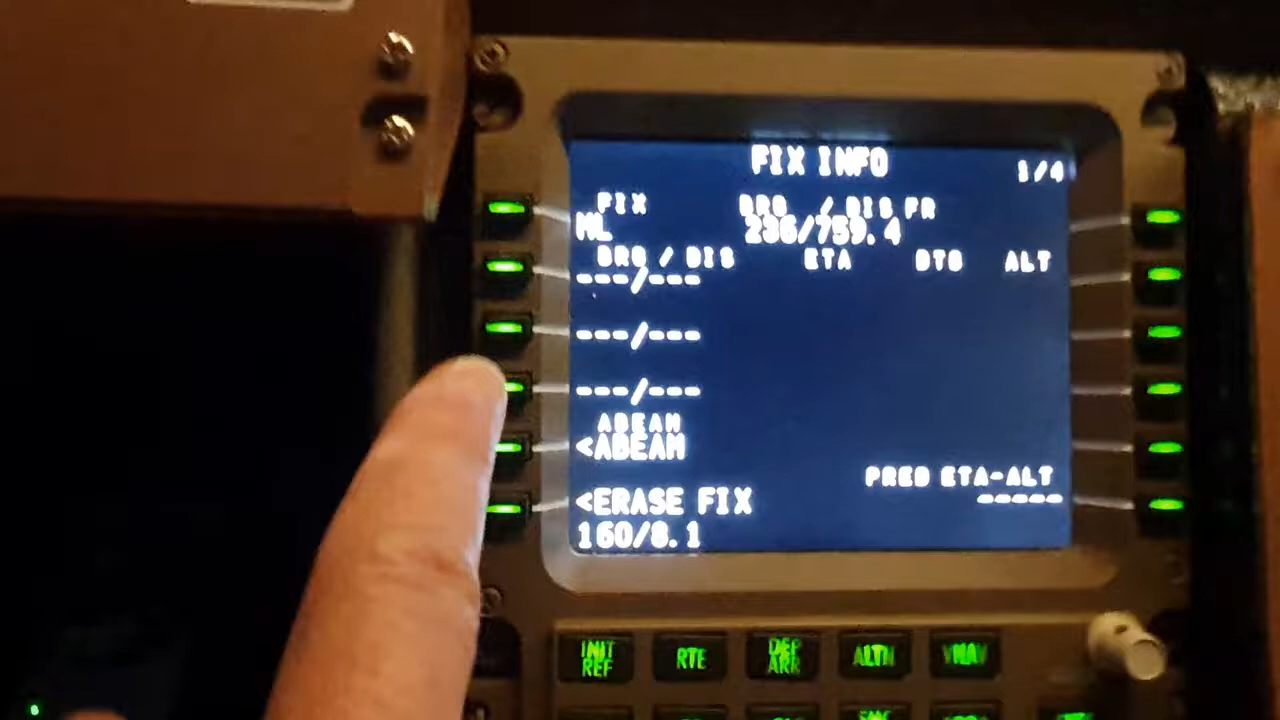 FIX INFO 1/4
FIX BRG / DIS FR
ML 236/759.4
BRG / DIS ETA DTG ALT
---/---
---/---
---/---
ABEAM
<ABEAM
PRED ETA-ALT
<ERASE FIX -----
160/8.1
INIT REF RTE DEP ARR ALTN VNAV